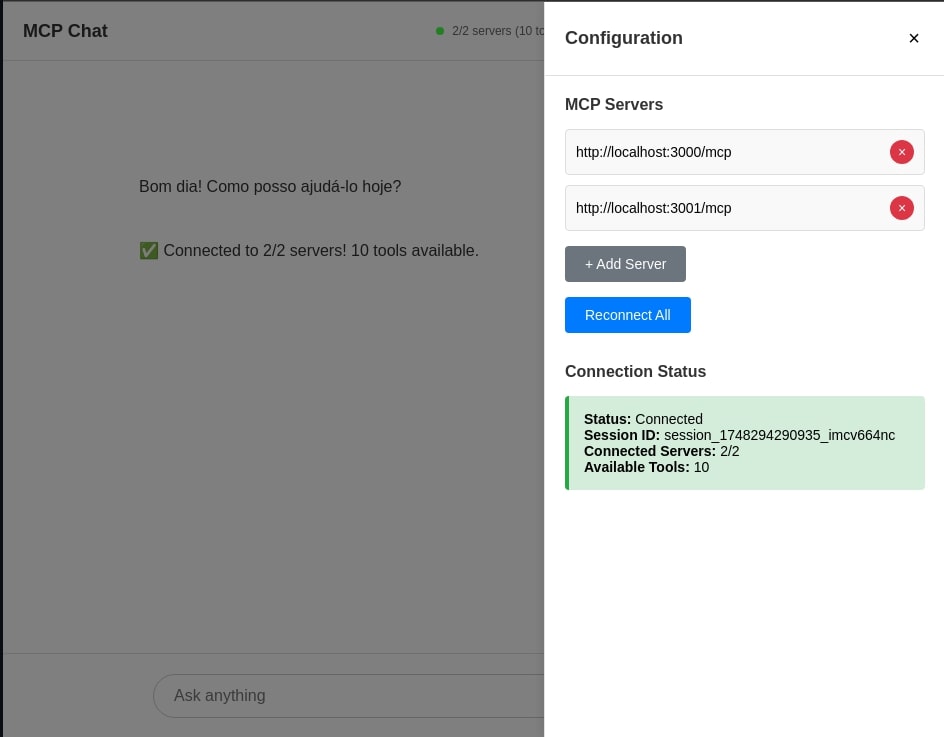 MCP Chat
2/2 servers (10 to
Bom dia! Como posso ajudá-lo hoje?
✅ Connected to 2/2 servers! 10 tools available.
Ask anything
Configuration
×
MCP Servers
http://localhost:3000/mcp ×
http://localhost:3001/mcp ×
+ Add Server
Reconnect All
Connection Status
Status: Connected
Session ID: session_1748294290935_imcv664nc
Connected Servers: 2/2
Available Tools: 10